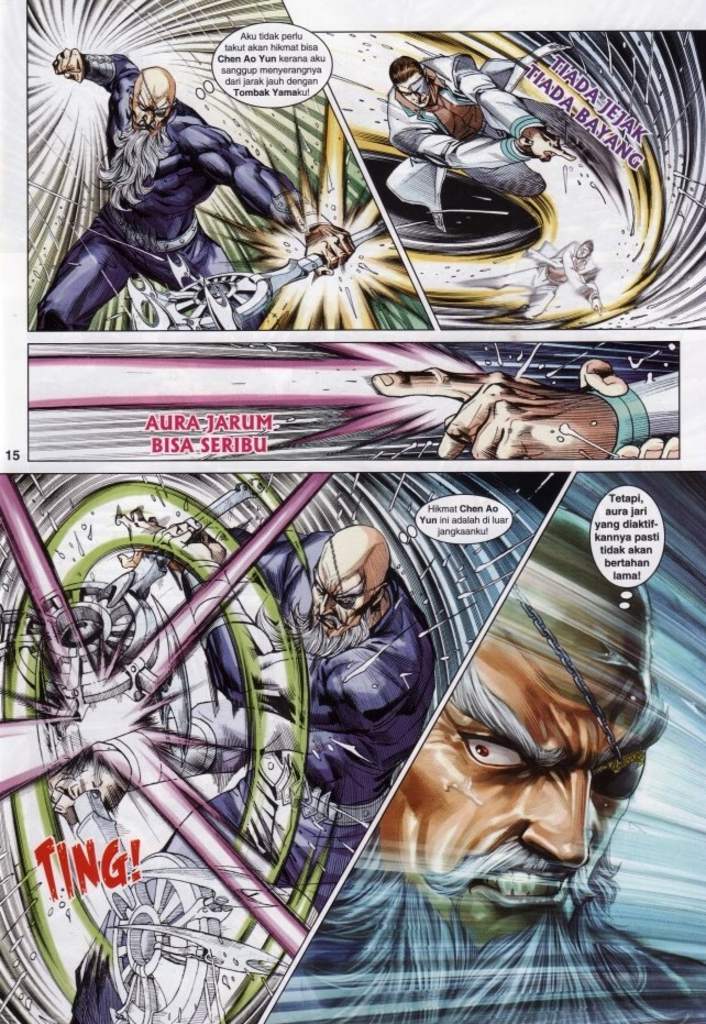 Aku tidak
perlu
takut akan hikmat bisa
Chen Ao Yun kerana aku
sanggup menyerangnya
dari jarak jauh dengan
Tombak Yamaku!
TIADA JEJAK
TIADA BAYANG
AURA JARUM
BISA SERIBU
15
Hikmat Chen Ao
Yun ini adalah di luar
jangkaanku!
Tetapi,
aura jari
yang diaktif-
kannya pasti
tidak akan
bertahan
lama!
TING!